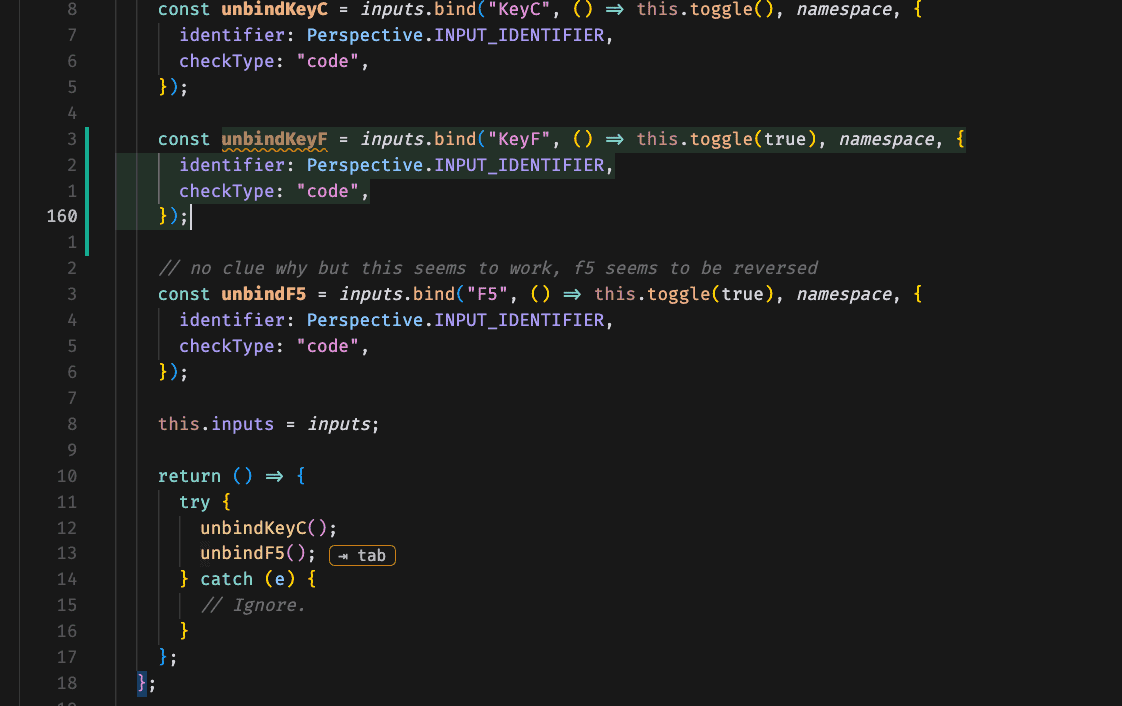 8 const unbindKeyC = inputs.bind("KeyC", () => this.toggle(), namespace, {
7 identifier: Perspective.INPUT_IDENTIFIER,
6 checkType: "code",
5 });
4
3 const unbindKeyF = inputs.bind("KeyF", () => this.toggle(true), namespace, {
2 identifier: Perspective.INPUT_IDENTIFIER,
1 checkType: "code",
160 });
1
2 // no clue why but this seems to work, f5 seems to be reversed
3 const unbindF5 = inputs.bind("F5", () => this.toggle(true), namespace, {
4 identifier: Perspective.INPUT_IDENTIFIER,
5 checkType: "code",
6 });
7
8 this.inputs = inputs;
9
10 return () => {
11 try {
12 unbindKeyC();
13 unbindF5(); ⇥ tab
14 } catch (e) {
15 // Ignore.
16 }
17 };
18 };